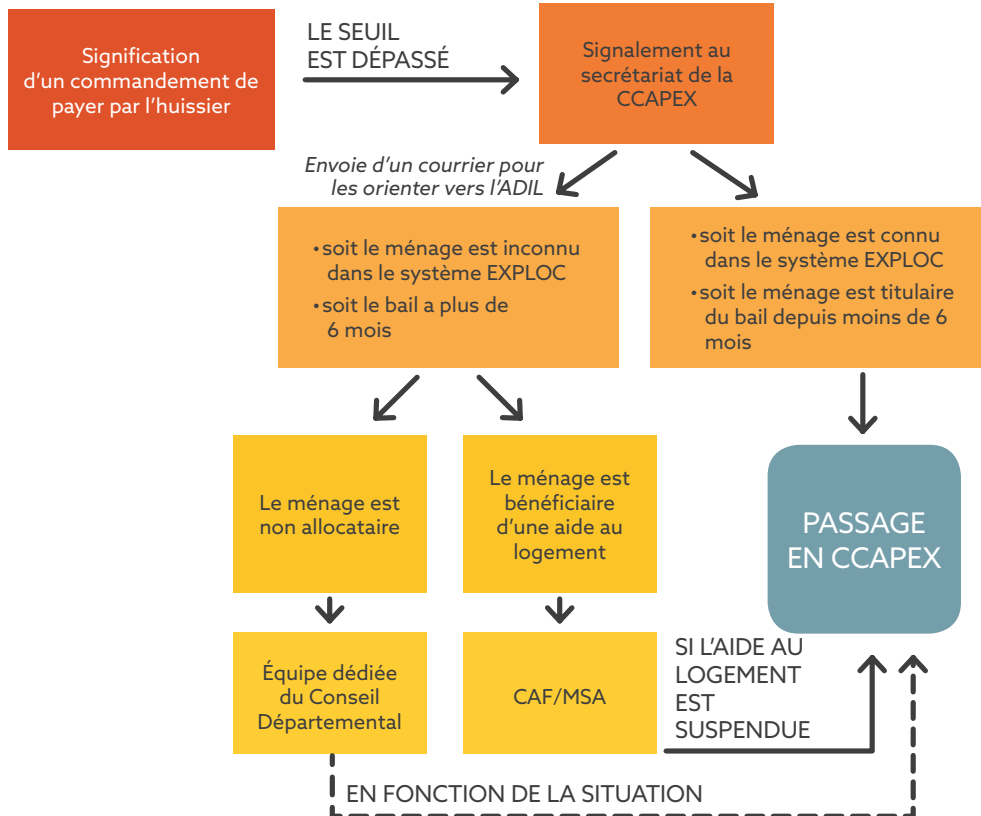 Signification
d'un commandement de
payer par l'huissier
LE SEUIL
EST DÉPASSÉ
Signalement au
secrétariat de la
CCAPEX
Envoie d'un courrier pour
les orienter vers l'ADIL
•soit le ménage est inconnu
dans le système EXPLOC
•soit le bail a plus de
6 mois
•soit le ménage est connu
dans le système EXPLOC
•soit le ménage est titulaire
du bail depuis moins de 6
mois
Le ménage est
non allocataire
Le ménage est
bénéficiaire
d'une aide au
logement
PASSAGE
EN CCAPEX
Équipe dédiée
du Conseil
Départemental
CAF/MSA
SI L'AIDE AU
LOGEMENT
EST
SUSPENDUE
EN FONCTION DE LA SITUATION